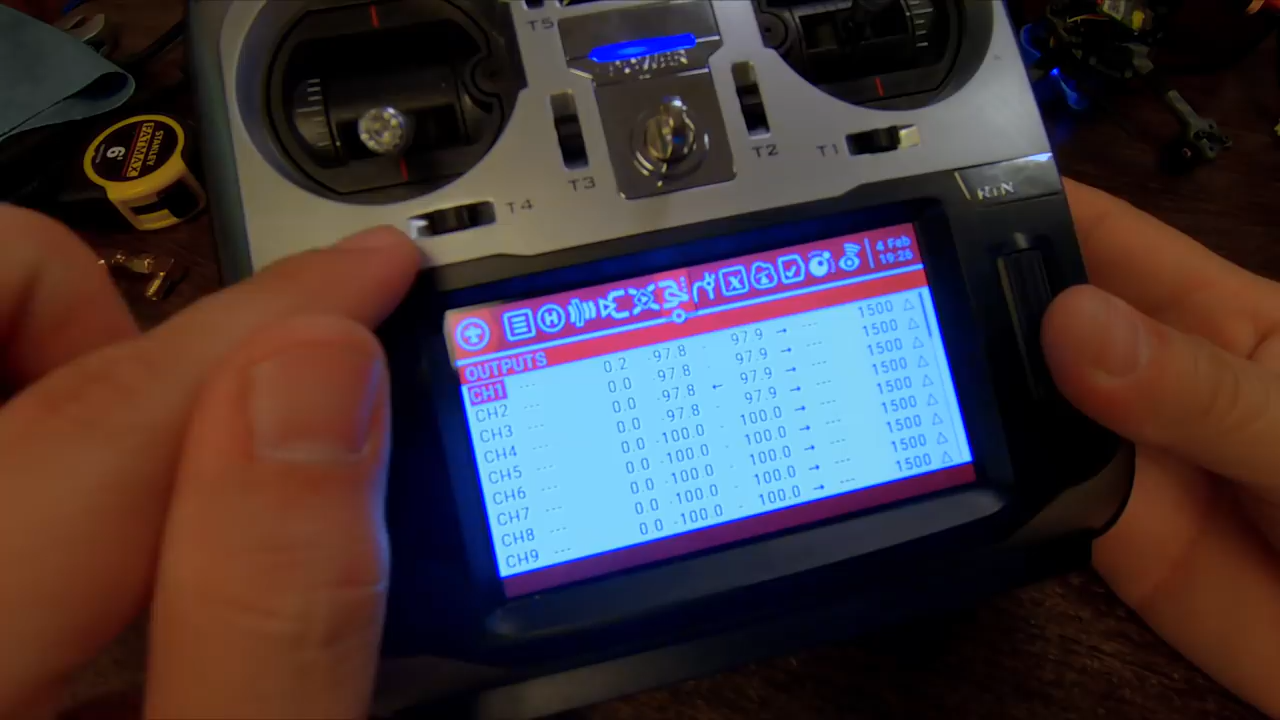 T5
T3
T2
T1
T4
STANLEY
FATMAX
6'
4 Feb
19:26
OUTPUTS
CH1 --- 0.2 -97.8 - 97.9 → --- 1500 △
CH2 --- 0.0 -97.8 - 97.9 → --- 1500 △
CH3 --- 0.0 -97.8 ← 97.9 → --- 1500 △
CH4 --- 0.0 -97.8 - 97.9 → --- 1500 △
CH5 --- 0.0 -100.0 - 100.0 → --- 1500 △
CH6 --- 0.0 -100.0 - 100.0 → --- 1500 △
CH7 --- 0.0 -100.0 - 100.0 → --- 1500 △
CH8 --- 0.0 -100.0 - 100.0 → --- 1500 △
CH9 --- 0.0 -100.0 - 100.0 → --- 1500 △